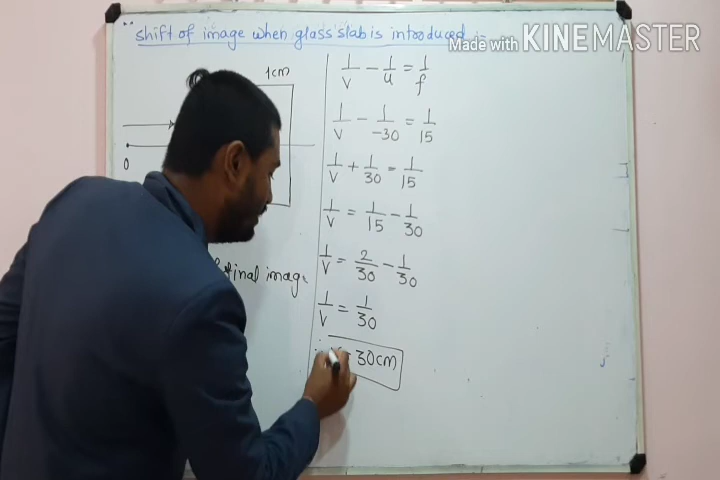 shift of image when glass slab is introduced :-
Made with KINEMASTER
1cm
O
final image
1/v - 1/u = 1/f
1/v - 1/-30 = 1/15
1/v + 1/30 = 1/15
1/v = 1/15 - 1/30
1/v = 2/30 - 1/30
1/v = 1/30
30cm